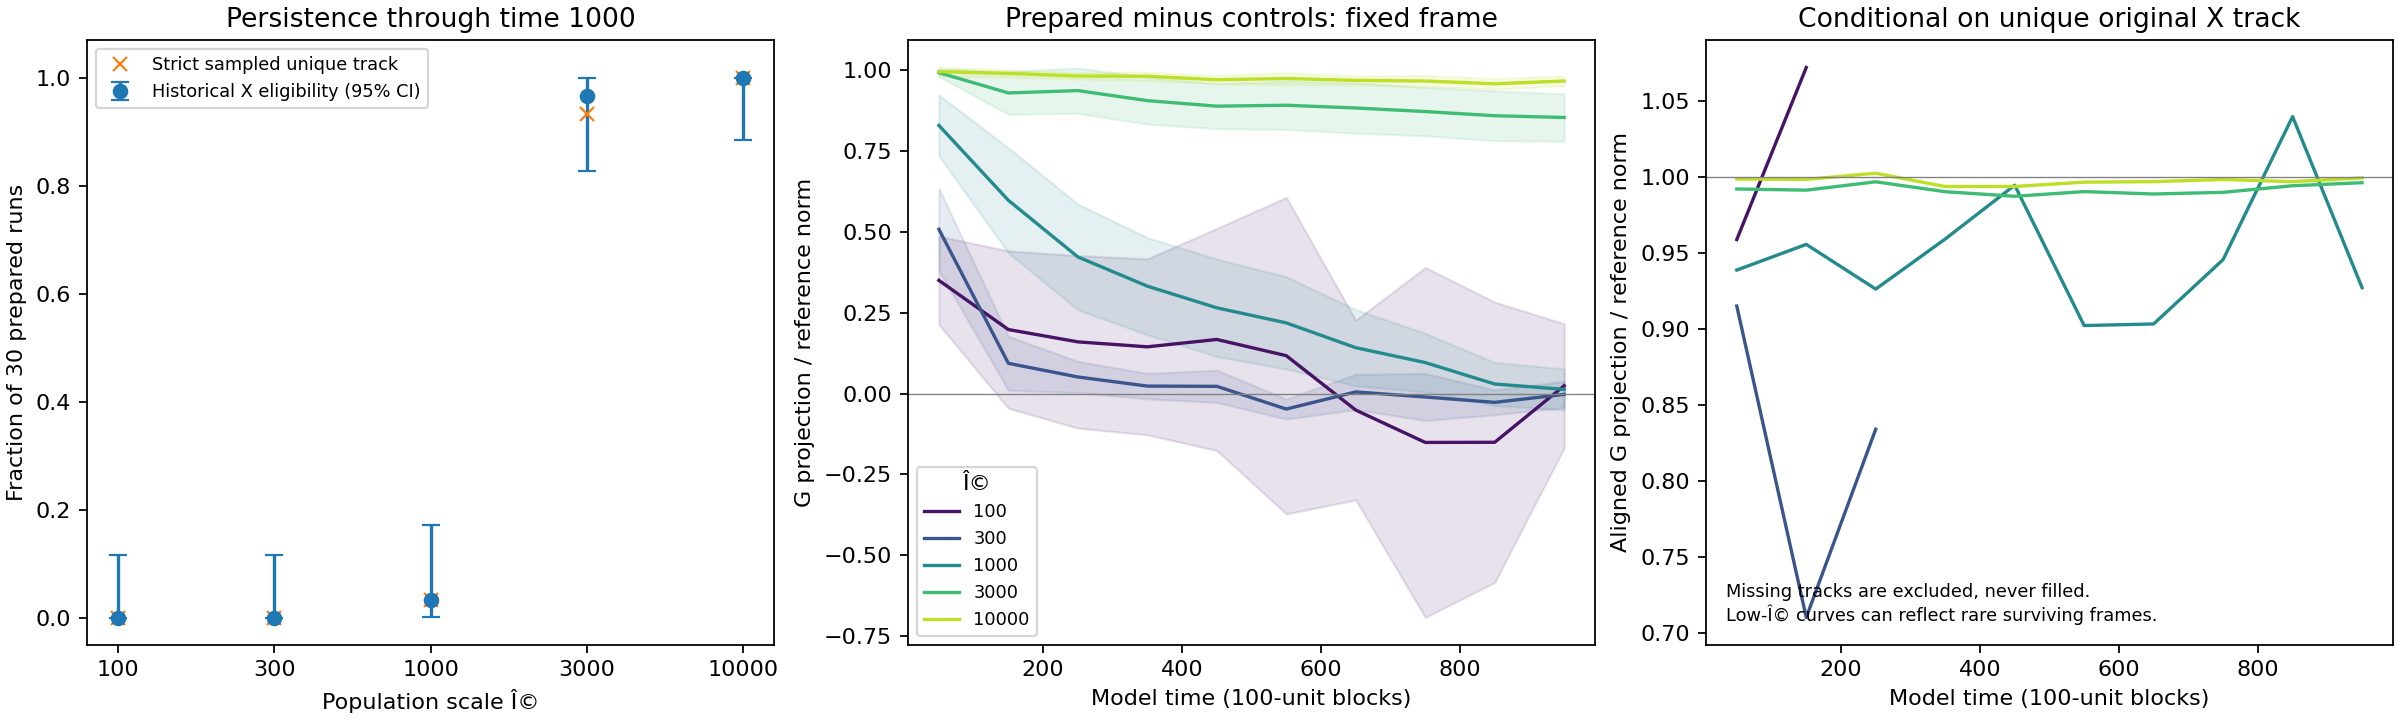 Persistence through time 1000
Strict sampled unique track
Historical X eligibility (95% CI)
Fraction of 30 prepared runs
1.0
0.8
0.6
0.4
0.2
0.0
100
300
1000
3000
10000
Population scale Î©
Prepared minus controls: fixed frame
G projection / reference norm
1.00
0.75
0.50
0.25
0.00
−0.25
−0.50
−0.75
Î©
100
300
1000
3000
10000
200
400
600
800
Model time (100-unit blocks)
Conditional on unique original X track
Aligned G projection / reference norm
1.05
1.00
0.95
0.90
0.85
0.80
0.75
0.70
Missing tracks are excluded, never filled.
Low-Î© curves can reflect rare surviving frames.
200
400
600
800
Model time (100-unit blocks)